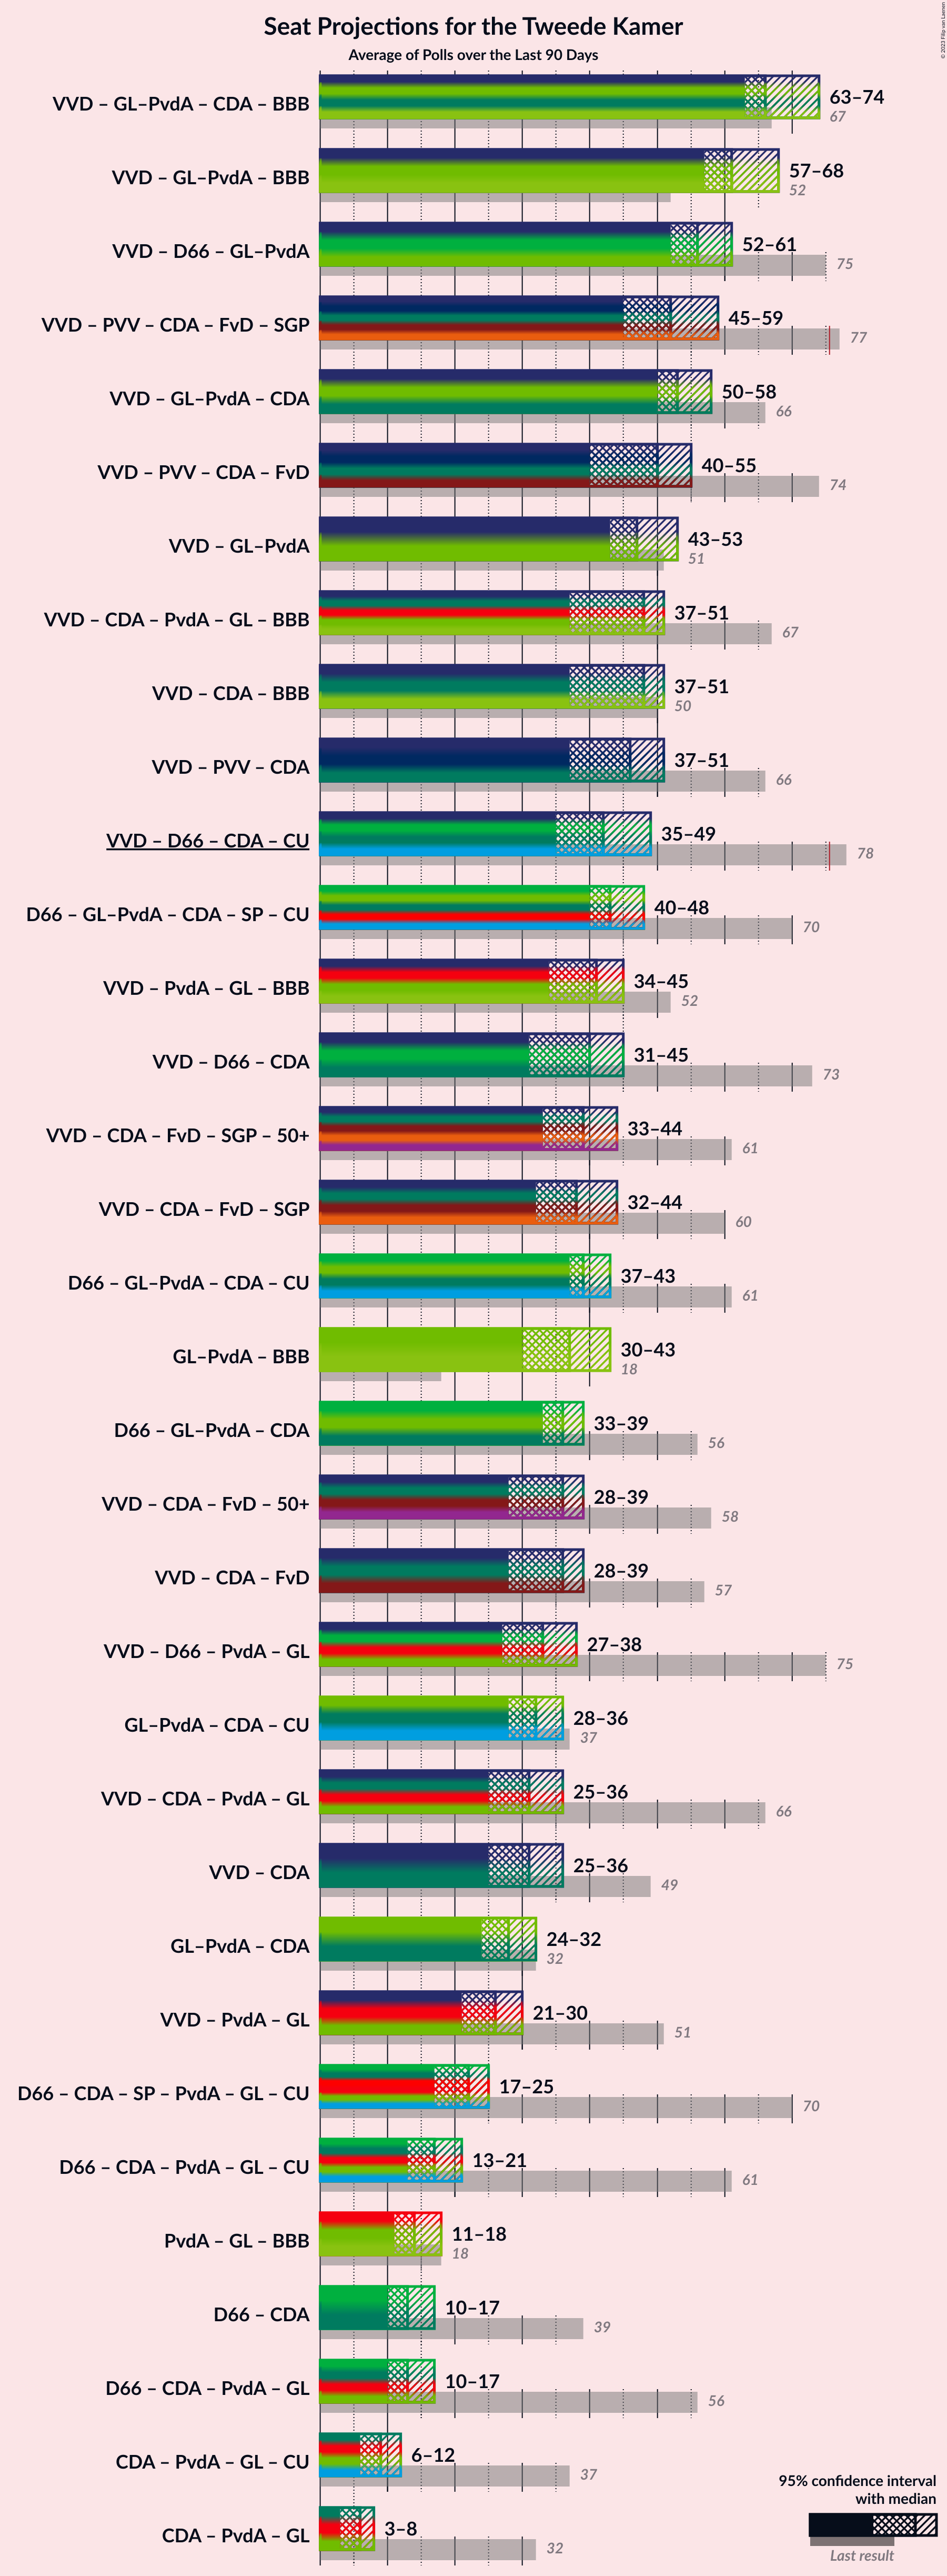 Seat Projections for the Tweede Kamer
Average of Polls over the Last 90 Days
© 2023 Filip van Laenen
VVD – GL–PvdA – CDA – BBB
63–74
67
VVD – GL–PvdA – BBB
57–68
52
VVD – D66 – GL–PvdA
52–61
75
VVD – PVV – CDA – FvD – SGP
45–59
77
VVD – GL–PvdA – CDA
50–58
66
VVD – PVV – CDA – FvD
40–55
74
VVD – GL–PvdA
43–53
51
VVD – CDA – PvdA – GL – BBB
37–51
67
VVD – CDA – BBB
37–51
50
VVD – PVV – CDA
37–51
66
VVD – D66 – CDA – CU
35–49
78
D66 – GL–PvdA – CDA – SP – CU
40–48
70
VVD – PvdA – GL – BBB
34–45
52
VVD – D66 – CDA
31–45
73
VVD – CDA – FvD – SGP – 50+
33–44
61
VVD – CDA – FvD – SGP
32–44
60
D66 – GL–PvdA – CDA – CU
37–43
61
GL–PvdA – BBB
30–43
18
D66 – GL–PvdA – CDA
33–39
56
VVD – CDA – FvD – 50+
28–39
58
VVD – CDA – FvD
28–39
57
VVD – D66 – PvdA – GL
27–38
75
GL–PvdA – CDA – CU
28–36
37
VVD – CDA – PvdA – GL
25–36
66
VVD – CDA
25–36
49
GL–PvdA – CDA
24–32
32
VVD – PvdA – GL
21–30
51
D66 – CDA – SP – PvdA – GL – CU
17–25
70
D66 – CDA – PvdA – GL – CU
13–21
61
PvdA – GL – BBB
11–18
18
D66 – CDA
10–17
39
D66 – CDA – PvdA – GL
10–17
56
CDA – PvdA – GL – CU
6–12
37
CDA – PvdA – GL
3–8
32
95% confidence interval
with median
Last result